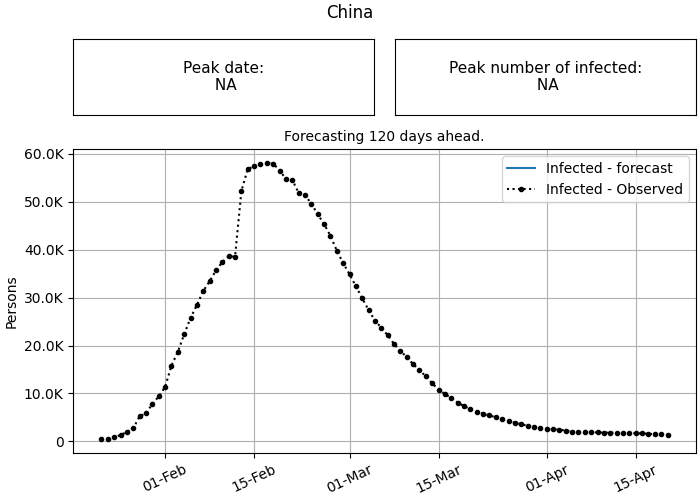 China
Peak date:
NA
Peak number of infected:
NA
Forecasting 120 days ahead.
60.0K
50.0K
40.0K
30.0K
20.0K
10.0K
0
Persons
Infected - forecast
Infected - Observed
01-Feb
15-Feb
01-Mar
15-Mar
01-Apr
15-Apr